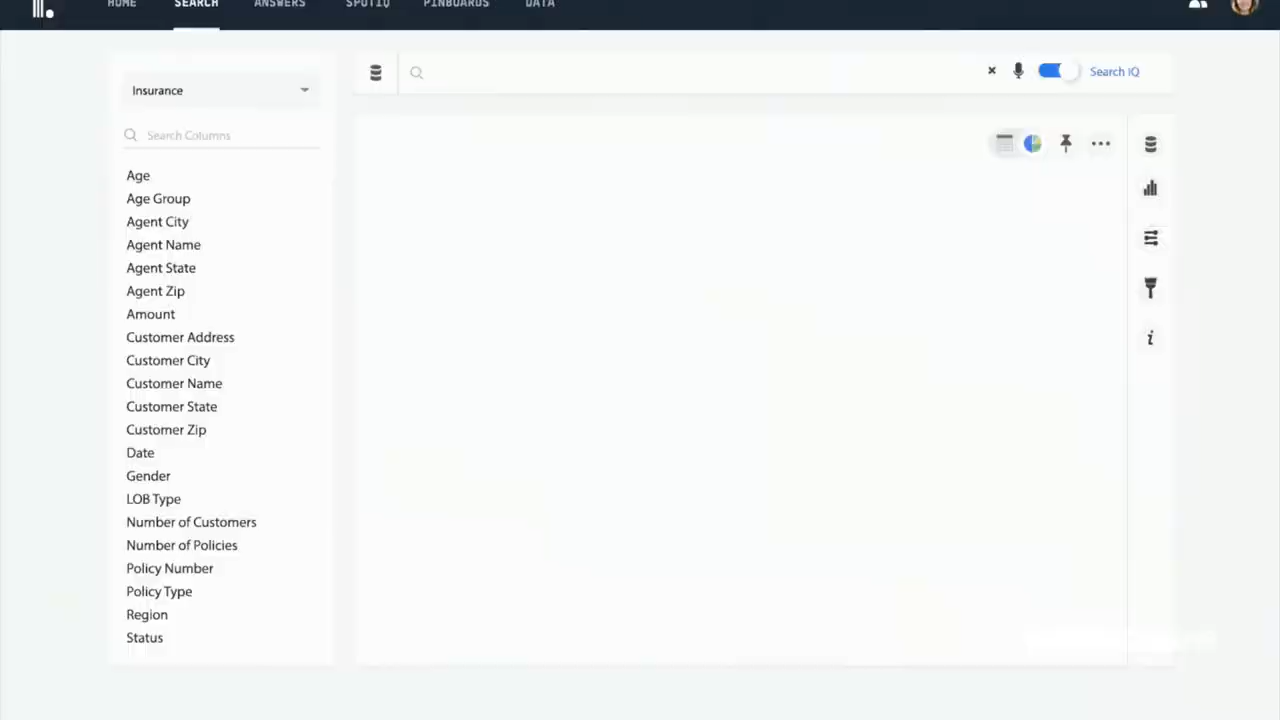 HOME SEARCH ANSWERS SPOTIQ PINBOARDS DATA
Insurance
Search IQ
Search Columns
Age
Age Group
Agent City
Agent Name
Agent State
Agent Zip
Amount
Customer Address
Customer City
Customer Name
Customer State
Customer Zip
Date
Gender
LOB Type
Number of Customers
Number of Policies
Policy Number
Policy Type
Region
Status